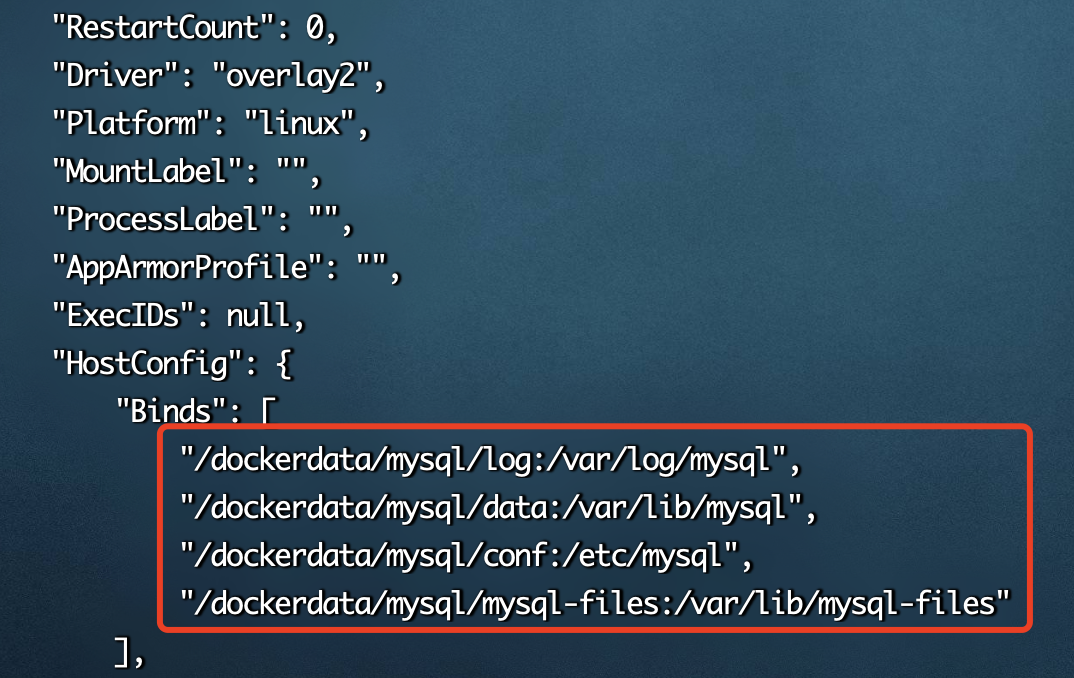 "RestartCount": 0,
"Driver": "overlay2",
"Platform": "linux",
"MountLabel": "",
"ProcessLabel": "",
"AppArmorProfile": "",
"ExecIDs": null,
"HostConfig": {
"Binds": [
"/dockerdata/mysql/log:/var/log/mysql",
"/dockerdata/mysql/data:/var/lib/mysql",
"/dockerdata/mysql/conf:/etc/mysql",
"/dockerdata/mysql/mysql-files:/var/lib/mysql-files"
],